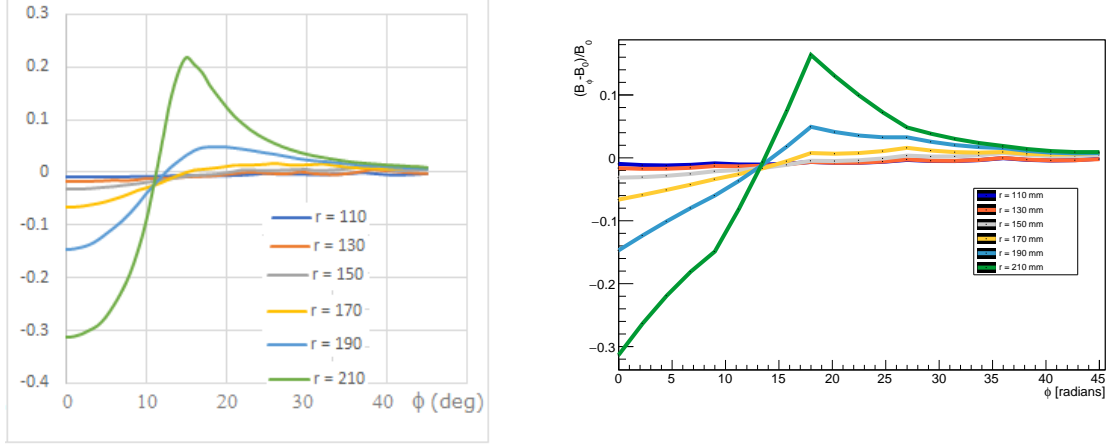 0.3
0.2
0.1
0
-0.1
-0.2
-0.3
-0.4
r = 110
r = 130
r = 150
r = 170
r = 190
r = 210
0 10 20 30 40 ϕ (deg)
(B_ϕ-B_0)/B_0
0.1
0
−0.1
−0.2
−0.3
r = 110 mm
r = 130 mm
r = 150 mm
r = 170 mm
r = 190 mm
r = 210 mm
0 5 10 15 20 25 30 35 40 45
ϕ [radians]